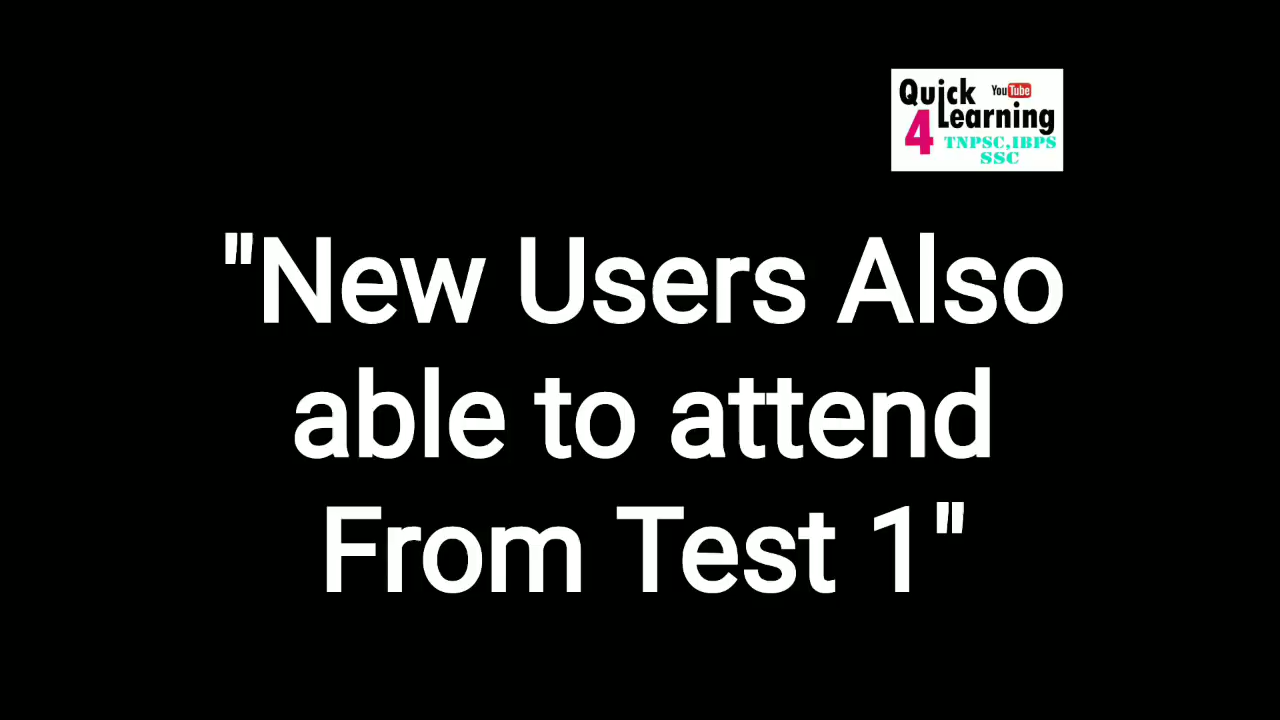 Quick YouTube
4 Learning
TNPSC,IBPS
SSC
"New Users Also
able to attend
From Test 1"